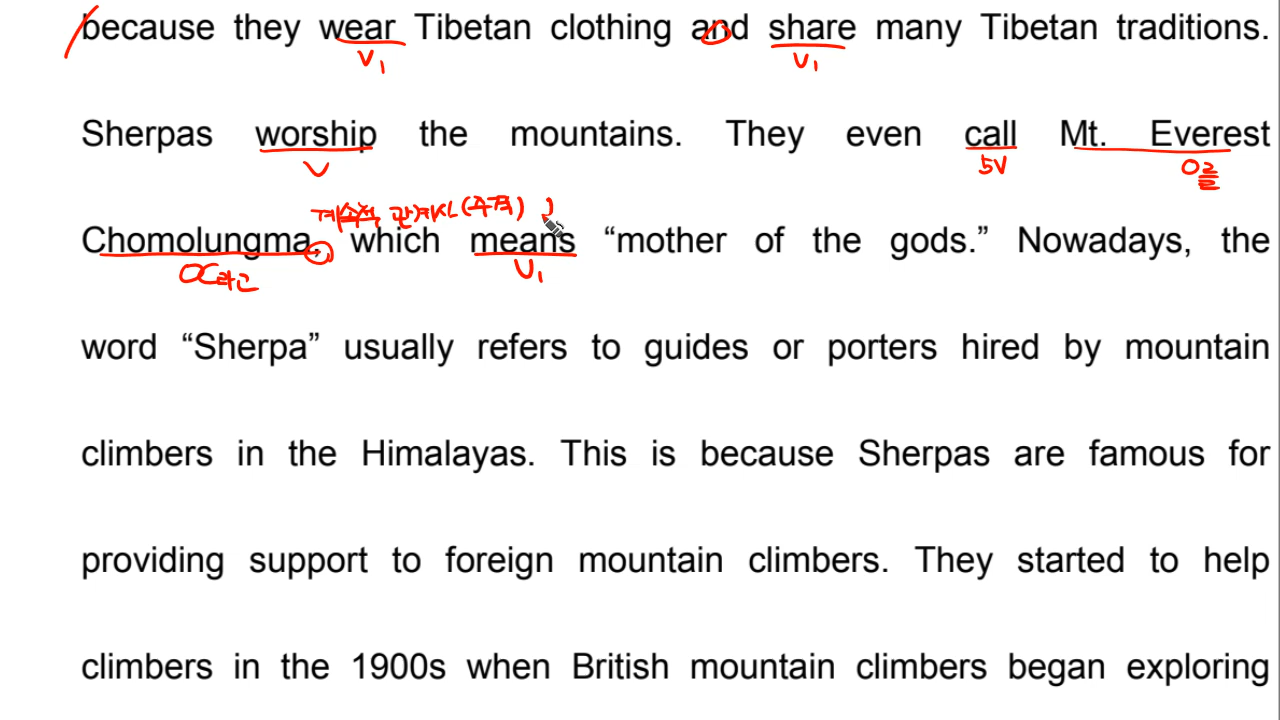 because they wear Tibetan clothing and share many Tibetan traditions.
V₁ V₁
Sherpas worship the mountains. They even call Mt. Everest
V 5V O를
계속적 관계사(주격)
Chomolungma, which means “mother of the gods.” Nowadays, the
OC라고 V₁
word “Sherpa” usually refers to guides or porters hired by mountain
climbers in the Himalayas. This is because Sherpas are famous for
providing support to foreign mountain climbers. They started to help
climbers in the 1900s when British mountain climbers began exploring